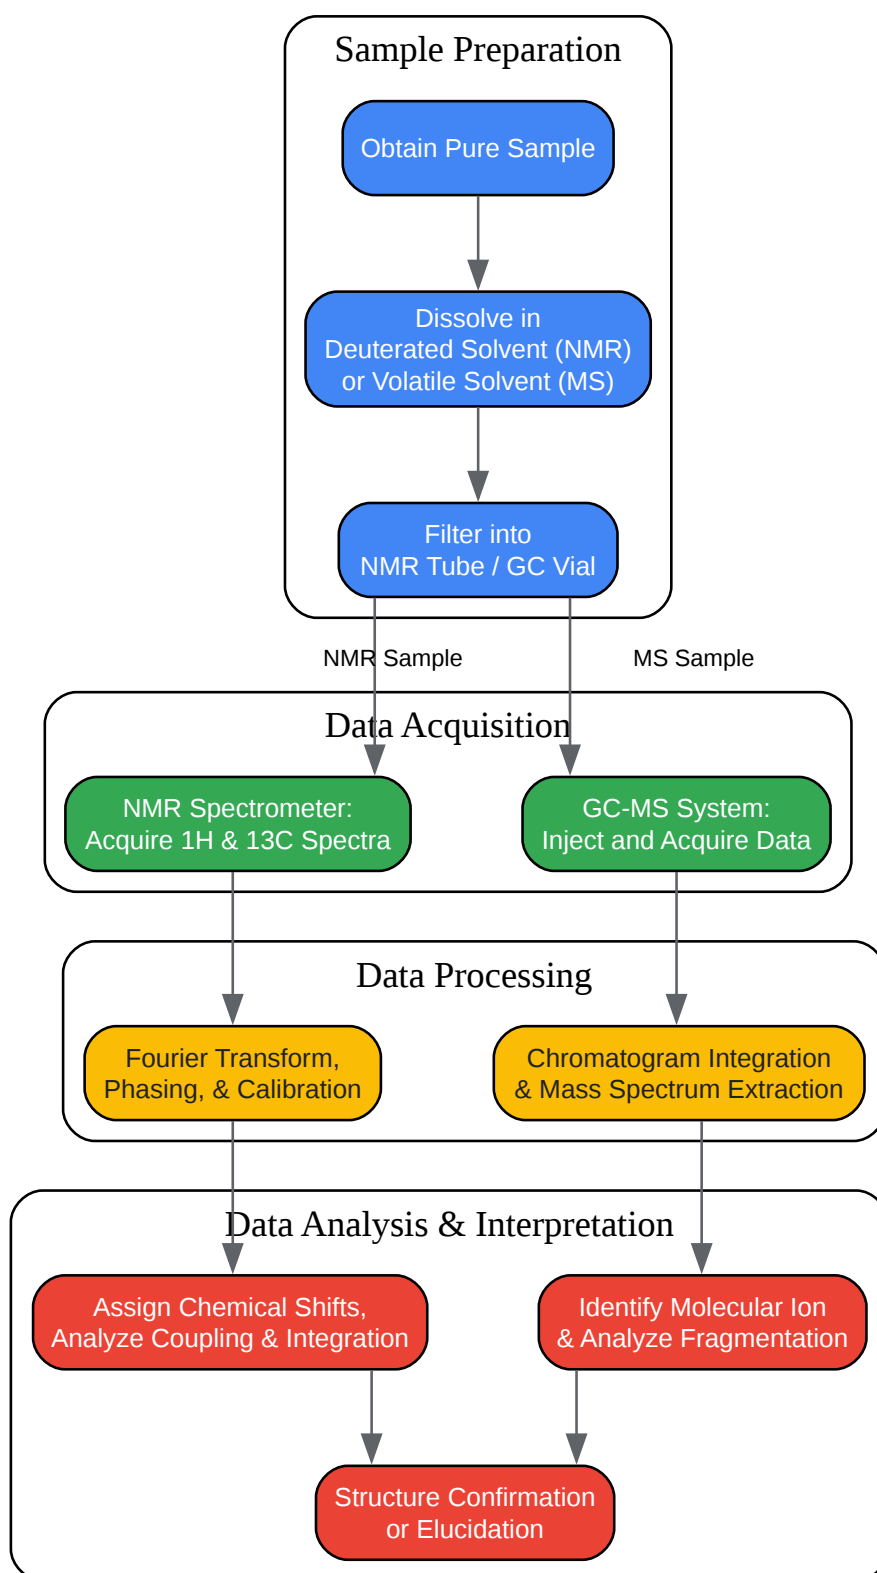 Sample Preparation
Obtain Pure Sample
Dissolve in
Deuterated Solvent (NMR)
or Volatile Solvent (MS)
Filter into
NMR Tube / GC Vial
NMR Sample
MS Sample
Data Acquisition
NMR Spectrometer:
Acquire 1H & 13C Spectra
GC-MS System:
Inject and Acquire Data
Data Processing
Fourier Transform,
Phasing, & Calibration
Chromatogram Integration
& Mass Spectrum Extraction
Data Analysis & Interpretation
Assign Chemical Shifts,
Analyze Coupling & Integration
Identify Molecular Ion
& Analyze Fragmentation
Structure Confirmation
or Elucidation